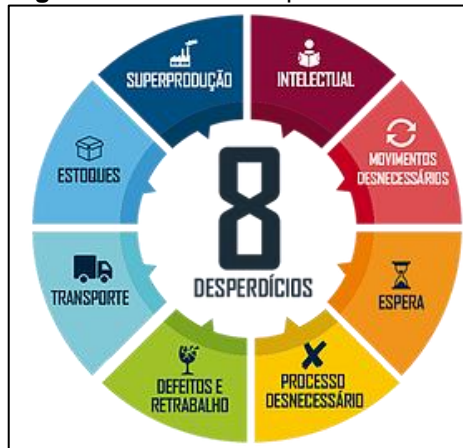 SUPERPRODUÇÃO
INTELECTUAL
MOVIMENTOS
DESNECESSÁRIOS
ESPERA
PROCESSO
DESNECESSÁRIO
DEFEITOS E
RETRABALHO
TRANSPORTE
ESTOQUES
8
DESPERDÍCIOS